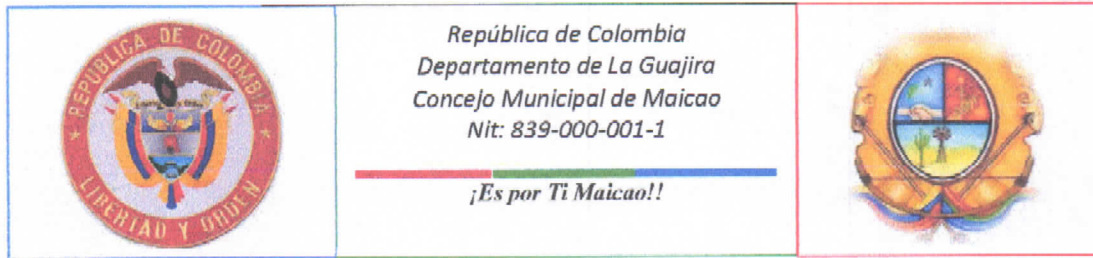 REPÚBLICA DE COLOMBIA
LIBERTAD Y ORDEN
República de Colombia
Departamento de La Guajira
Concejo Municipal de Maicao
Nit: 839-000-001-1
¡Es por Ti Maicao!!